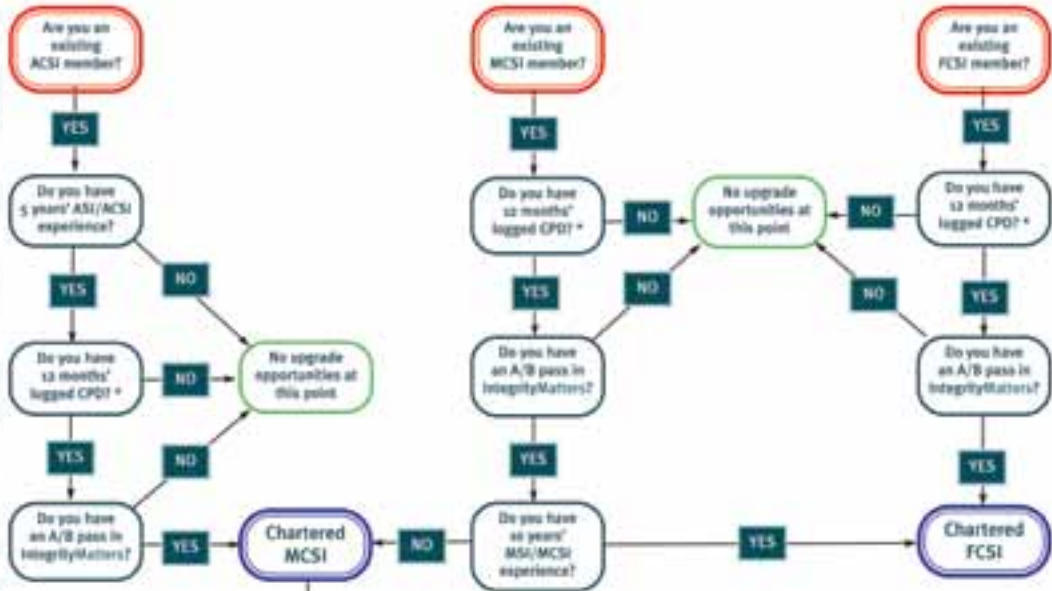 Are you an
existing
ACSI member?
Are you an
existing
MCSI member?
Are you an
existing
FCSI member?
YES
YES
YES
Do you have
5 years' ASI/ACSI
experience?
Do you have
12 months'
logged CPD? *
NO
No upgrade
opportunities at
this point
NO
Do you have
12 months'
logged CPD? *
YES
NO
YES
NO
NO
YES
Do you have
12 months'
logged CPD? *
NO
No upgrade
opportunities at
this point
Do you have
an A/B pass in
IntegrityMatters?
Do you have
an A/B pass in
IntegrityMatters?
YES
NO
YES
YES
Do you have
an A/B pass in
IntegrityMatters?
YES
Chartered
MCSI
NO
Do you have
10 years'
MSI/MCSI
experience?
YES
Chartered
FCSI